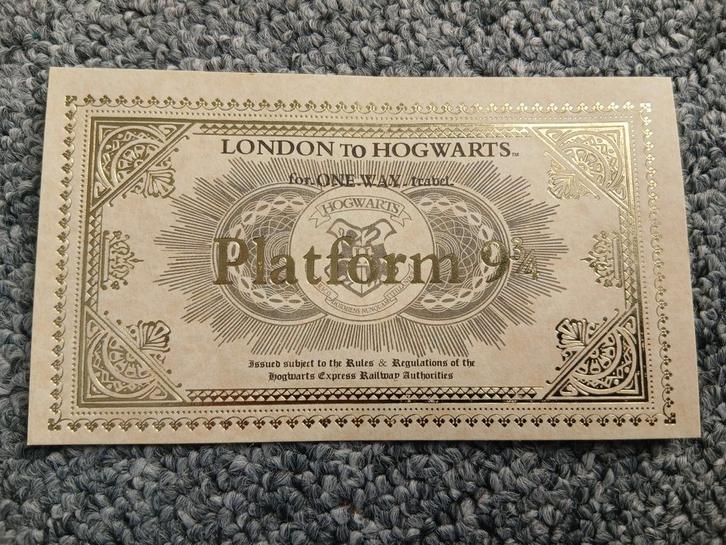 LONDON TO HOGWARTS™
for ONE WAY travel.
HOGWARTS
Platform 9¾
Issued subject to the Rules & Regulations of the
Hogwarts Express Railway Authorities